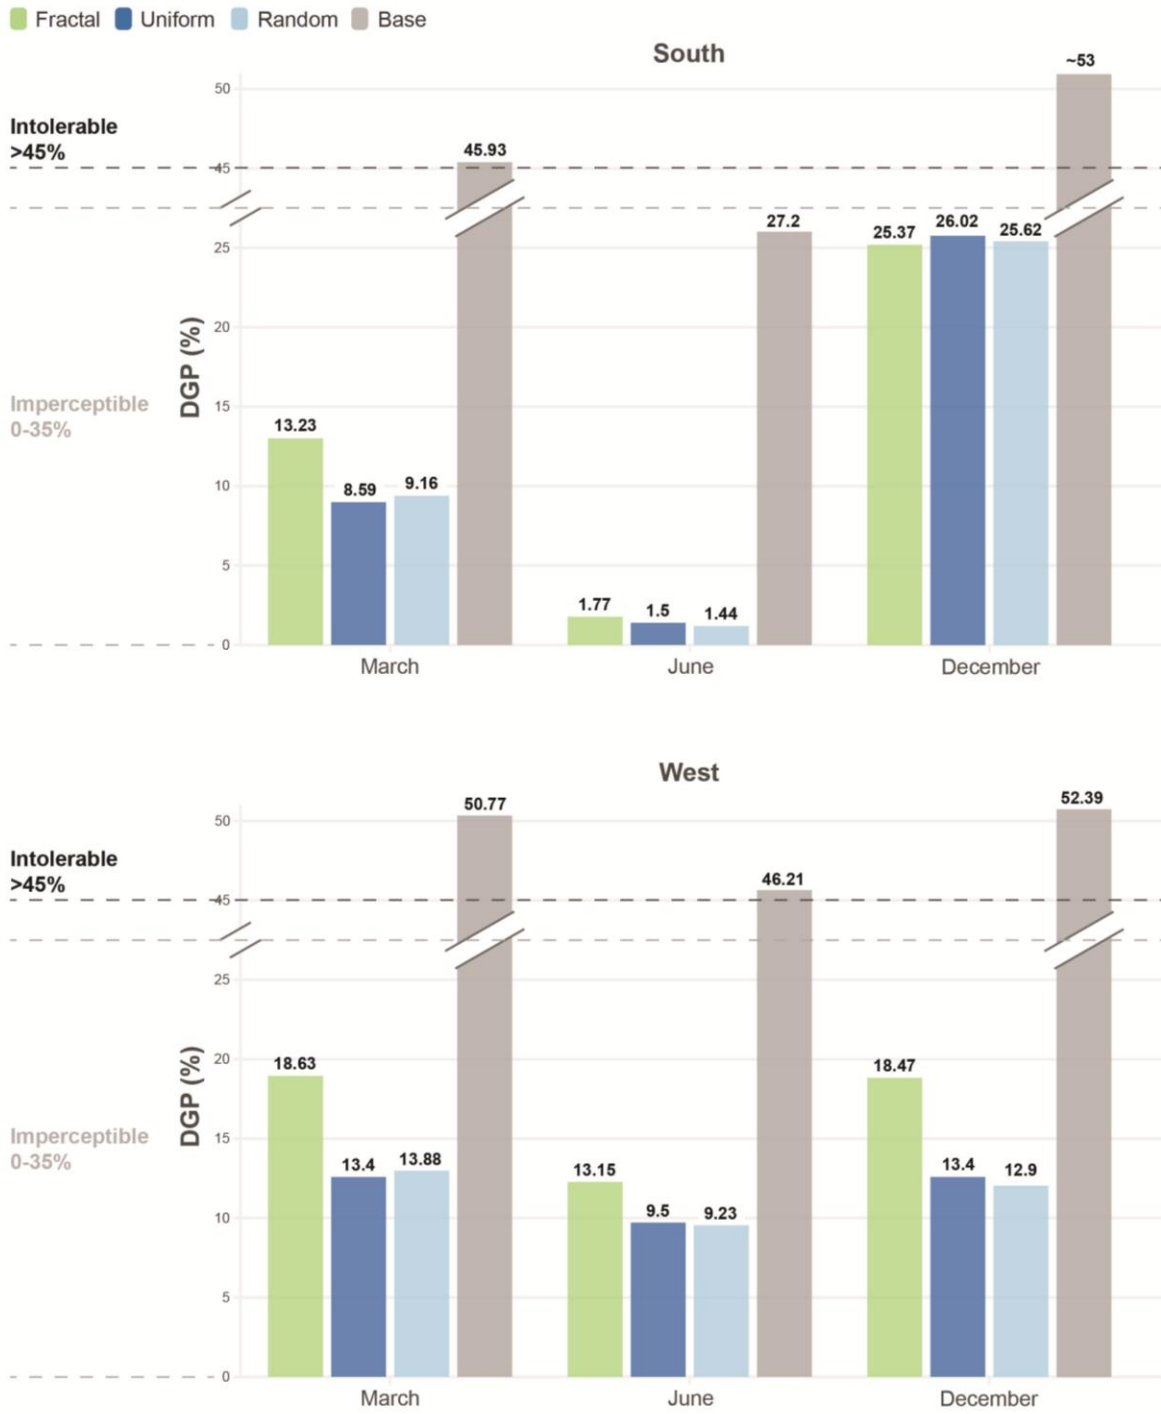 Fractal Uniform Random Base
South
~53
50
Intolerable
>45%
45.93
45
27.2
25.37 26.02 25.62
25
20
DGP (%)
Imperceptible
0-35%
15
13.23
10
8.59 9.16
5
1.77 1.5 1.44
0
March June December
West
50.77 52.39
50
Intolerable
>45%
46.21
45
25
20
18.63 18.47
DGP (%)
Imperceptible
0-35%
15
13.4 13.88 13.15 13.4 12.9
10
9.5 9.23
5
0
March June December